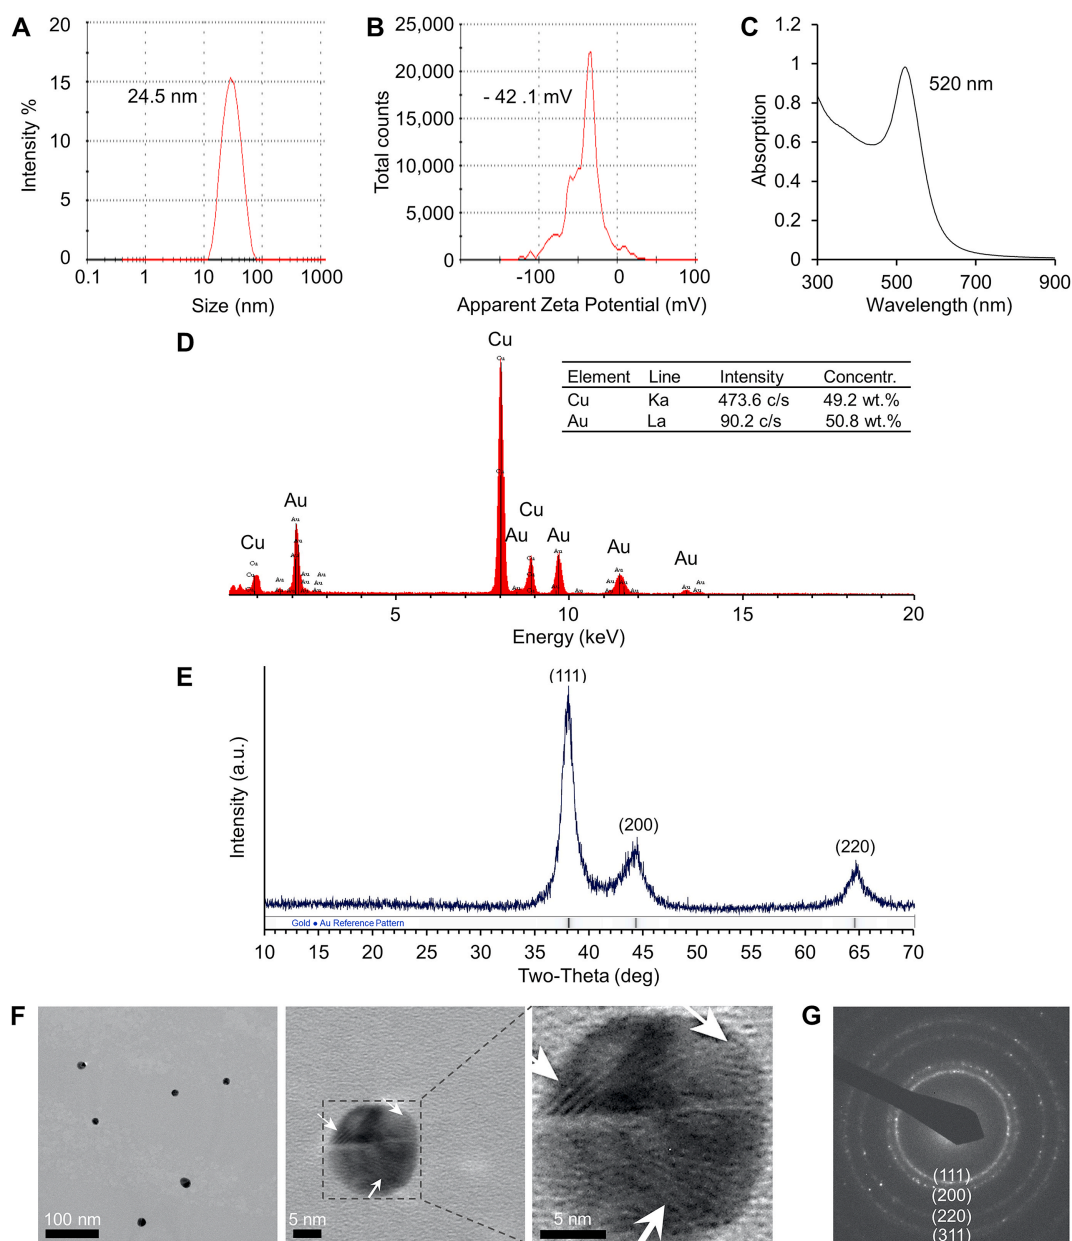 A
20
15
10
5
0
Intensity %
24.5 nm
0.1 1 10 100 1000
Size (nm)
B
25,000
20,000
15,000
10,000
5,000
0
Total counts
- 42 .1 mV
-100 0 100
Apparent Zeta Potential (mV)
C
1.2
1
0.8
0.6
0.4
0.2
0
Absorption
520 nm
300 500 700 900
Wavelength (nm)
D
Cu
Au
Cu
Cu
Au
Au
Au
Au
Element Line Intensity Concentr.
Cu Ka 473.6 c/s 49.2 wt.%
Au La 90.2 c/s 50.8 wt.%
5 10 15 20
Energy (keV)
E
(111)
(200)
(220)
Intensity (a.u.)
Gold ● Au Reference Pattern
10 15 20 25 30 35 40 45 50 55 60 65 70
Two-Theta (deg)
F
100 nm
5 nm
5 nm
G
(111)
(200)
(220)
(311)